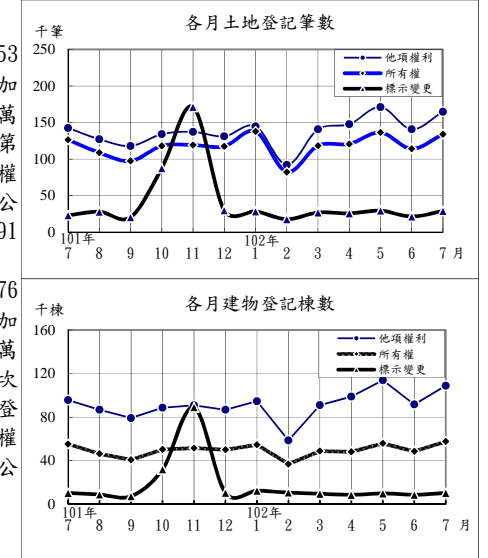 53
加
萬
第
權
公
91
76
加
萬
次
登
權
公
各月土地登記筆數
千筆
250
200
150
100
50
0
他項權利
所有權
標示變更
101年
102年
7 8 9 10 11 12 1 2 3 4 5 6 7 月
各月建物登記棟數
千棟
160
120
80
40
0
他項權利
所有權
標示變更
101年
102年
7 8 9 10 11 12 1 2 3 4 5 6 7 月